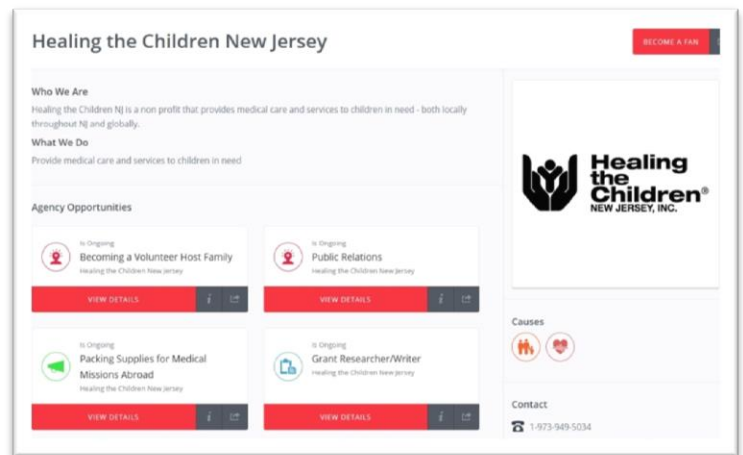 Healing the Children New Jersey
BECOME A FAN
Who We Are
Healing the Children NJ is a non profit that provides medical care and services to children in need - both locally
throughout NJ and globally.
What We Do
Provide medical care and services to children in need
Healing
the
Children®
NEW JERSEY, INC.
Agency Opportunities
Is Ongoing
Becoming a Volunteer Host Family
Healing the Children New Jersey
VIEW DETAILS
i
Is Ongoing
Public Relations
Healing the Children New Jersey
VIEW DETAILS
i
Is Ongoing
Packing Supplies for Medical
Missions Abroad
Healing the Children New Jersey
VIEW DETAILS
i
Is Ongoing
Grant Researcher/Writer
Healing the Children New Jersey
VIEW DETAILS
i
Causes
Contact
1-973-949-5034